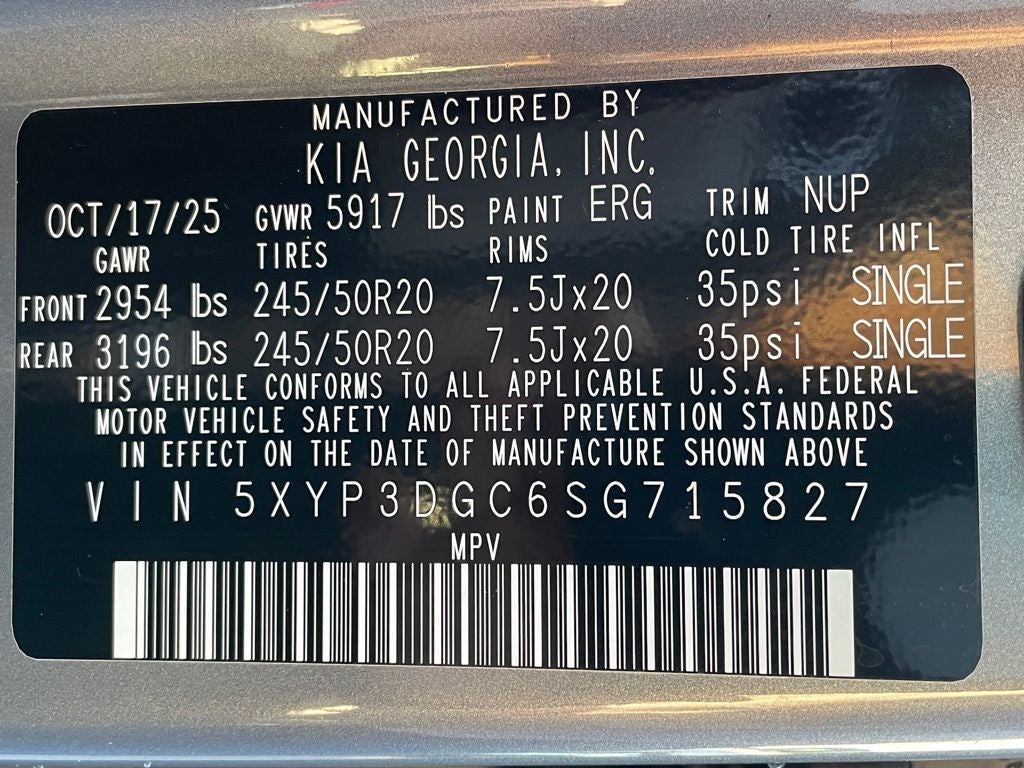 MANUFACTURED BY
KIA GEORGIA, INC.
OCT/17/25 GVWR 5917 lbs PAINT ERG TRIM NUP
GAWR TIRES RIMS COLD TIRE INFL
FRONT 2954 lbs 245/50R20 7.5Jx20 35psi SINGLE
REAR 3196 lbs 245/50R20 7.5Jx20 35psi SINGLE
THIS VEHICLE CONFORMS TO ALL APPLICABLE U.S.A. FEDERAL
MOTOR VEHICLE SAFETY AND THEFT PREVENTION STANDARDS
IN EFFECT ON THE DATE OF MANUFACTURE SHOWN ABOVE
VIN 5XYP3DGC6SG715827
MPV